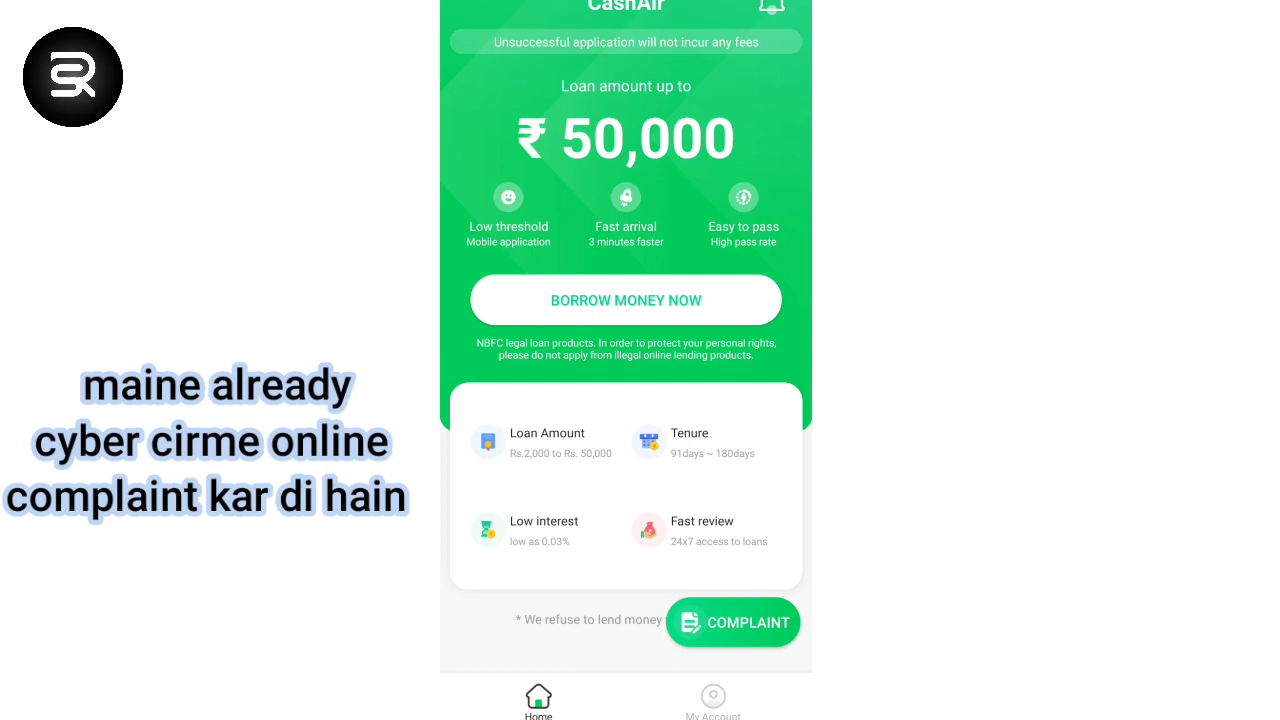 CashAir
Unsuccessful application will not incur any fees
Loan amount up to
₹ 50,000
Low threshold
Mobile application
Fast arrival
3 minutes faster
Easy to pass
High pass rate
BORROW MONEY NOW
NBFC legal loan products. In order to protect your personal rights,
please do not apply from illegal online lending products.
maine already
cyber cirme online
complaint kar di hain
Loan Amount
Rs.2,000 to Rs. 50,000
Tenure
91days ~ 180days
Low interest
low as 0.03%
Fast review
24x7 access to loans
* We refuse to lend money
COMPLAINT
Home
My Account